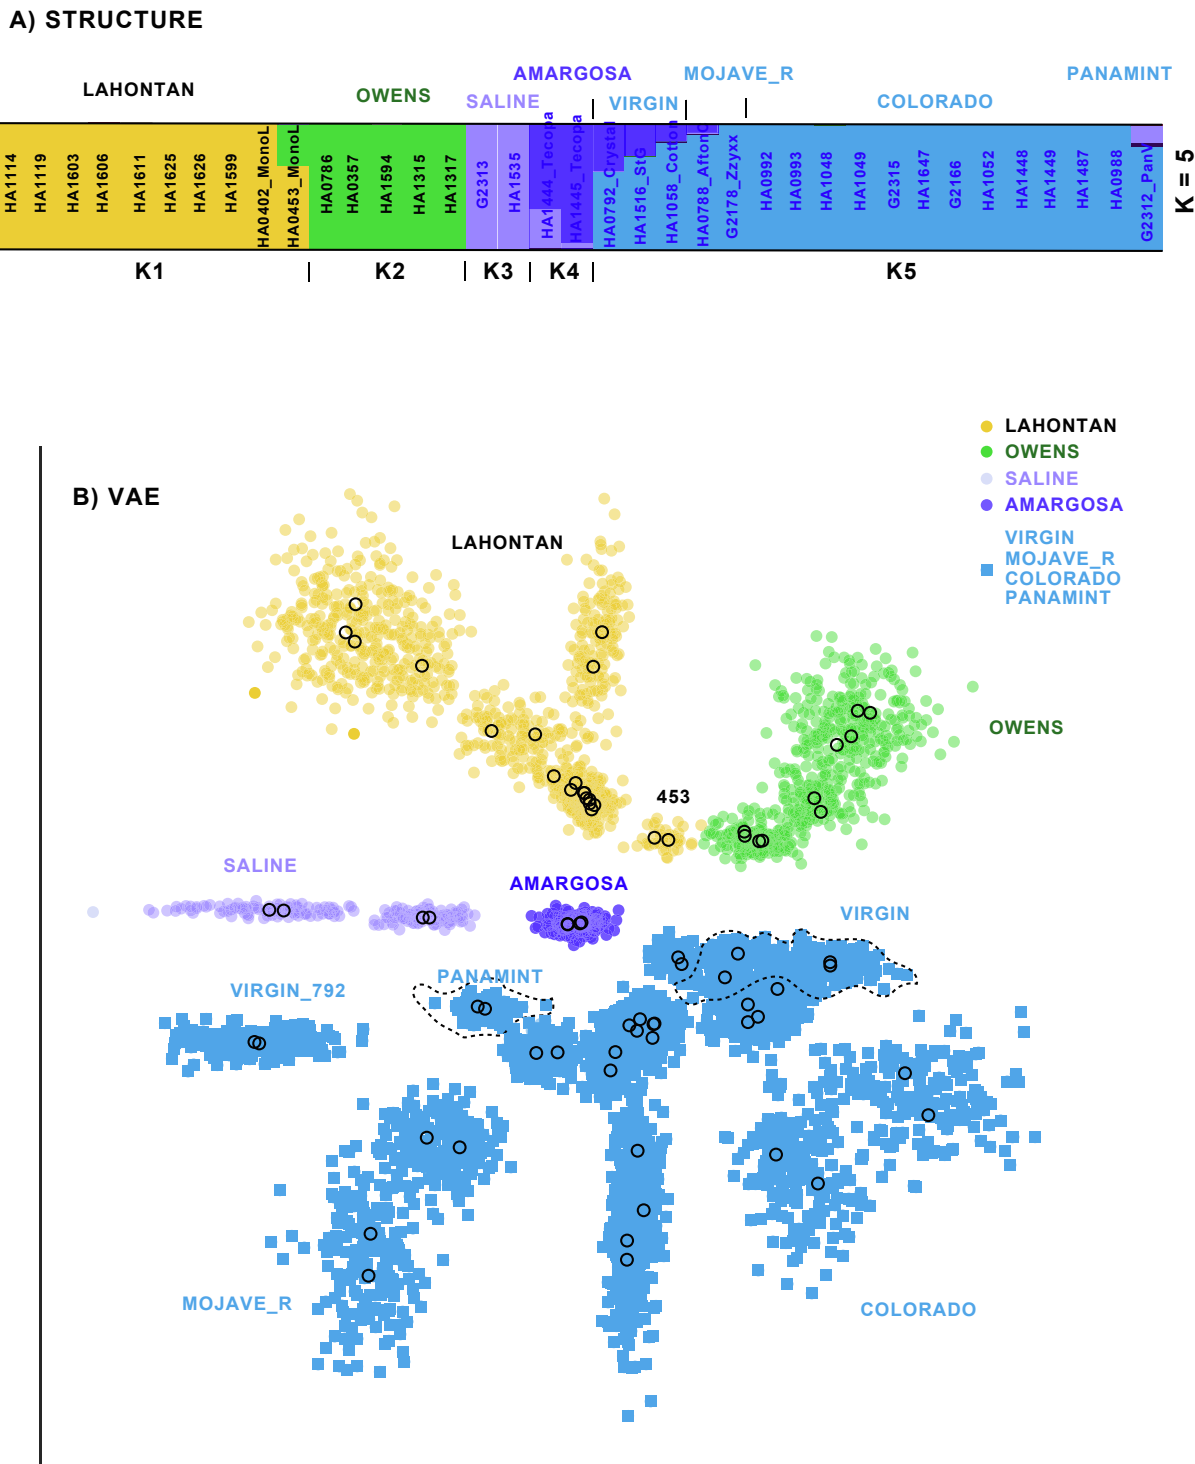 A) STRUCTURE
AMARGOSA MOJAVE_R PANAMINT
LAHONTAN OWENS SALINE VIRGIN COLORADO
HA1114
HA1119
HA1603
HA1606
HA1611
HA1625
HA1626
HA1599
HA0402_MonoL
HA0453_MonoL
HA0786
HA0357
HA1594
HA1315
HA1317
G2313
HA1535
HA1444_Tecopa
HA1445_Tecopa
HA0792_Crystal
HA1516_StG
HA1058_Cotton
HA0788_AftonC
G2178_Zzyxx
HA0992
HA0993
HA1048
HA1049
G2315
HA1647
G2166
HA1052
HA1448
HA1449
HA1487
HA0988
G2312_PanV
K = 5
K1 K2 K3 K4 K5
LAHONTAN
OWENS
SALINE
AMARGOSA
VIRGIN
MOJAVE_R
COLORADO
PANAMINT
B) VAE
LAHONTAN
OWENS
453
SALINE
AMARGOSA
VIRGIN
PANAMINT
VIRGIN_792
MOJAVE_R
COLORADO